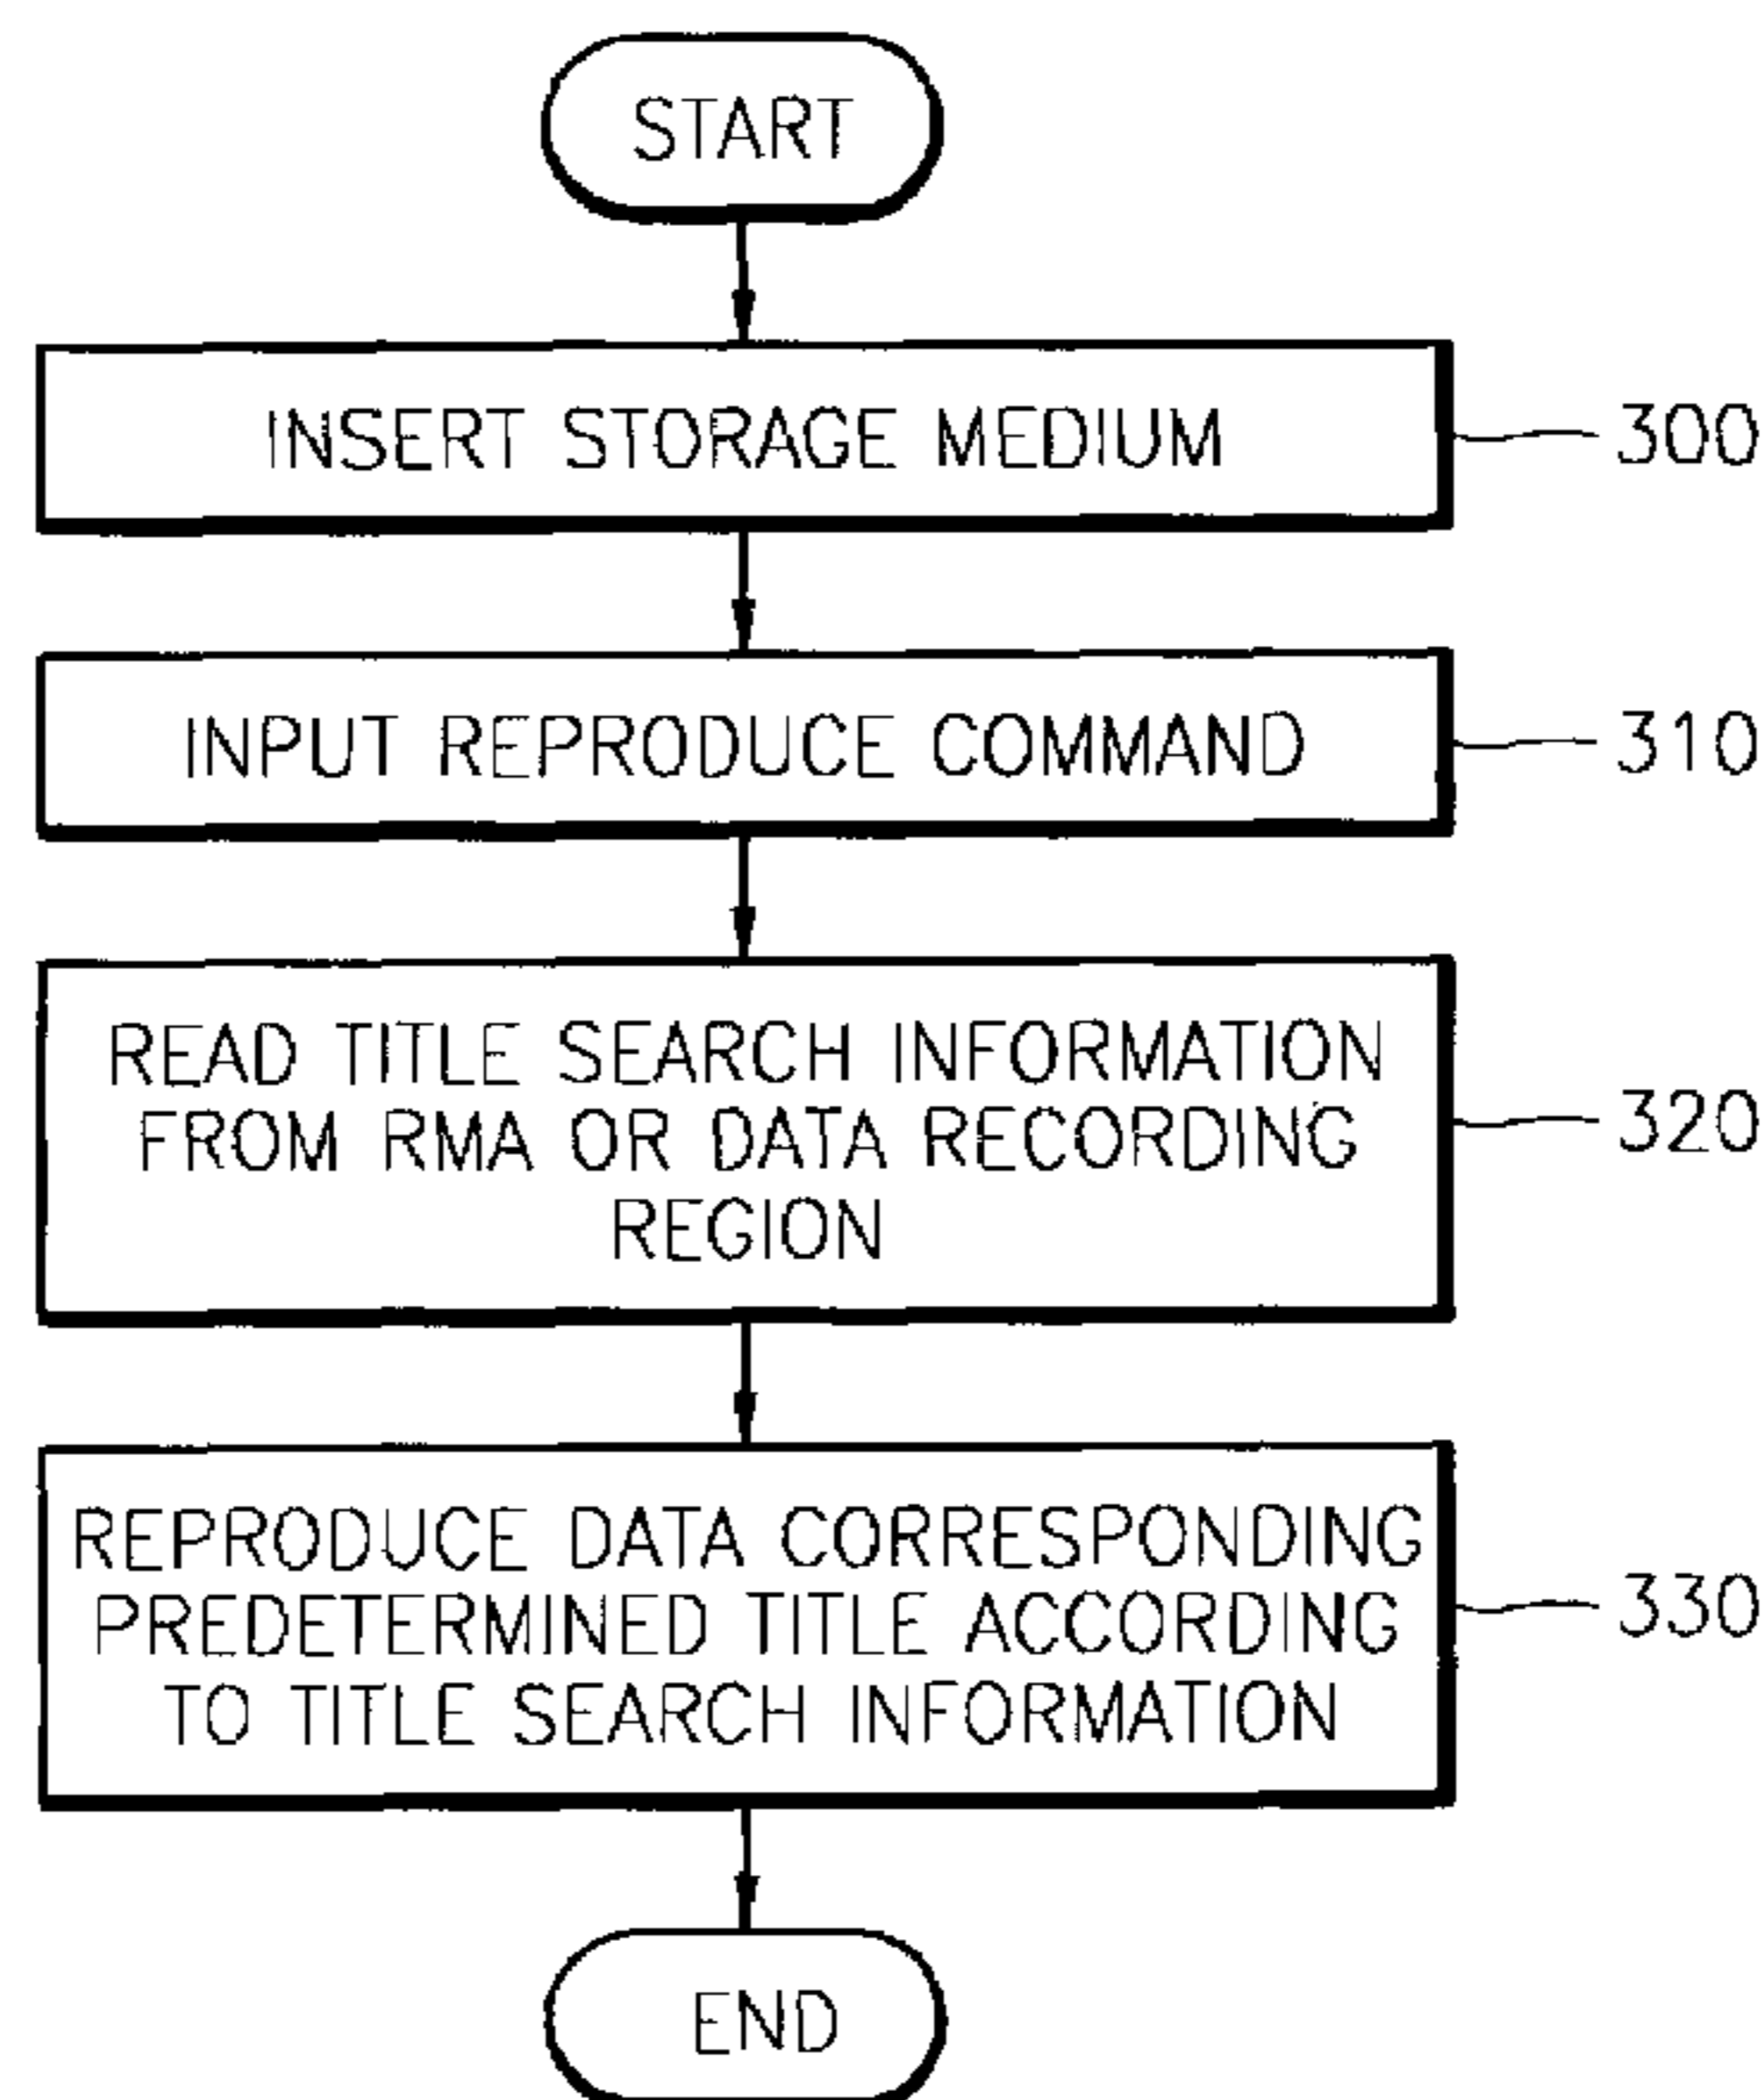 START
INSERT STORAGE MEDIUM
300
INPUT REPRODUCE COMMAND
310
READ TITLE SEARCH INFORMATION
FROM RMA OR DATA RECORDING
REGION
320
REPRODUCE DATA CORRESPONDING
PREDETERMINED TITLE ACCORDING
TO TITLE SEARCH INFORMATION
330
END